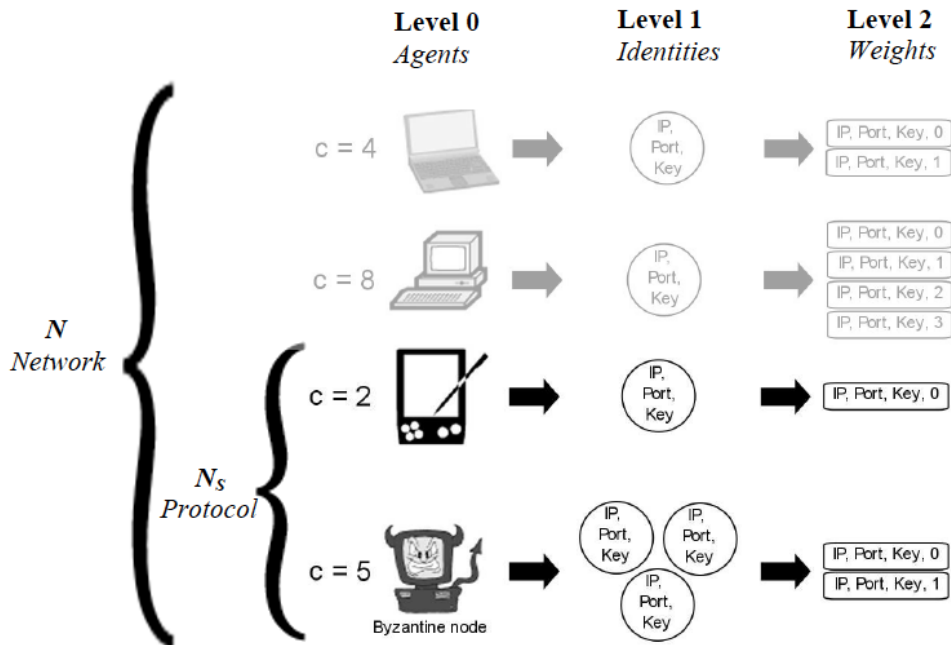 Level 0
Agents
Level 1
Identities
Level 2
Weights
c = 4
IP,
Port,
Key
IP, Port, Key, 0
IP, Port, Key, 1
c = 8
IP,
Port,
Key
IP, Port, Key, 0
IP, Port, Key, 1
IP, Port, Key, 2
IP, Port, Key, 3
N
Network
c = 2
IP,
Port,
Key
IP, Port, Key, 0
NS
Protocol
c = 5
Byzantine node
IP,
Port,
Key
IP,
Port,
Key
IP,
Port,
Key
IP, Port, Key, 0
IP, Port, Key, 1